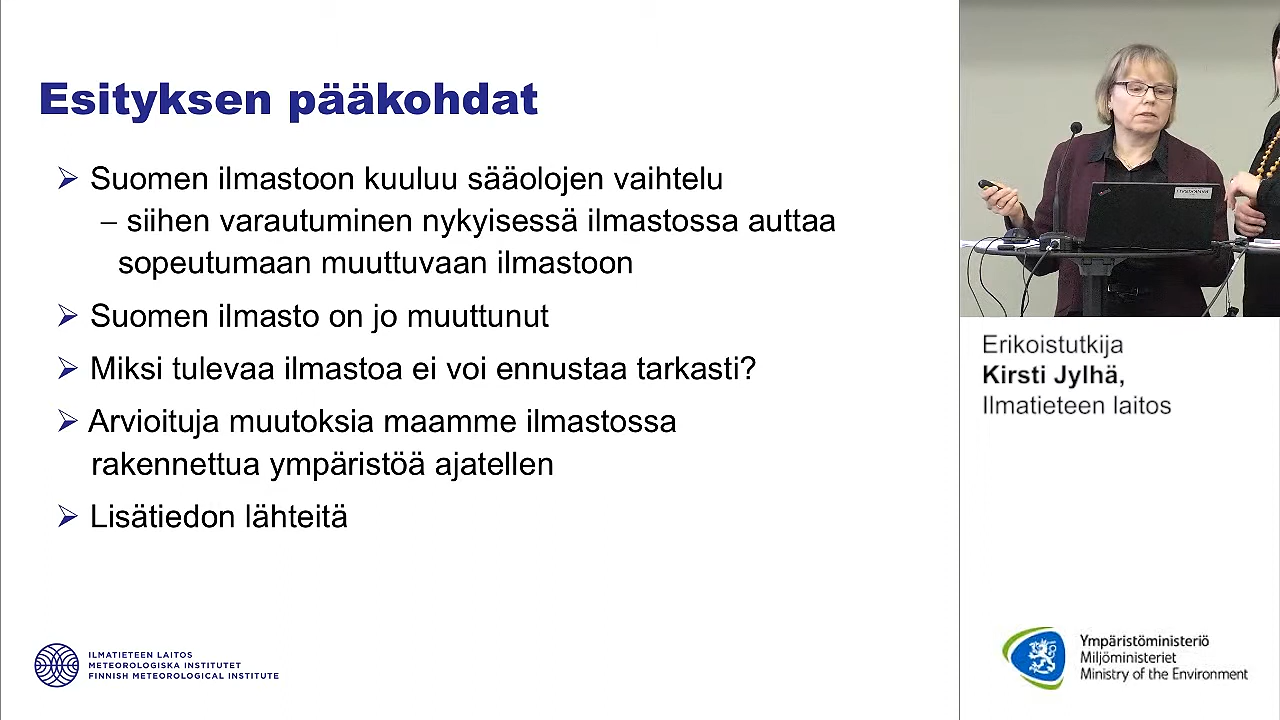 Esityksen pääkohdat
➢ Suomen ilmastoon kuuluu sääolojen vaihtelu
– siihen varautuminen nykyisessä ilmastossa auttaa
sopeutumaan muuttuvaan ilmastoon
➢ Suomen ilmasto on jo muuttunut
➢ Miksi tulevaa ilmastoa ei voi ennustaa tarkasti?
➢ Arvioituja muutoksia maamme ilmastossa
rakennettua ympäristöä ajatellen
➢ Lisätiedon lähteitä
ILMATIETEEN LAITOS
METEOROLOGISKA INSTITUTET
FINNISH METEOROLOGICAL INSTITUTE
Erikoistutkija
Kirsti Jylhä,
Ilmatieteen laitos
Ympäristöministeriö
Miljöministeriet
Ministry of the Environment